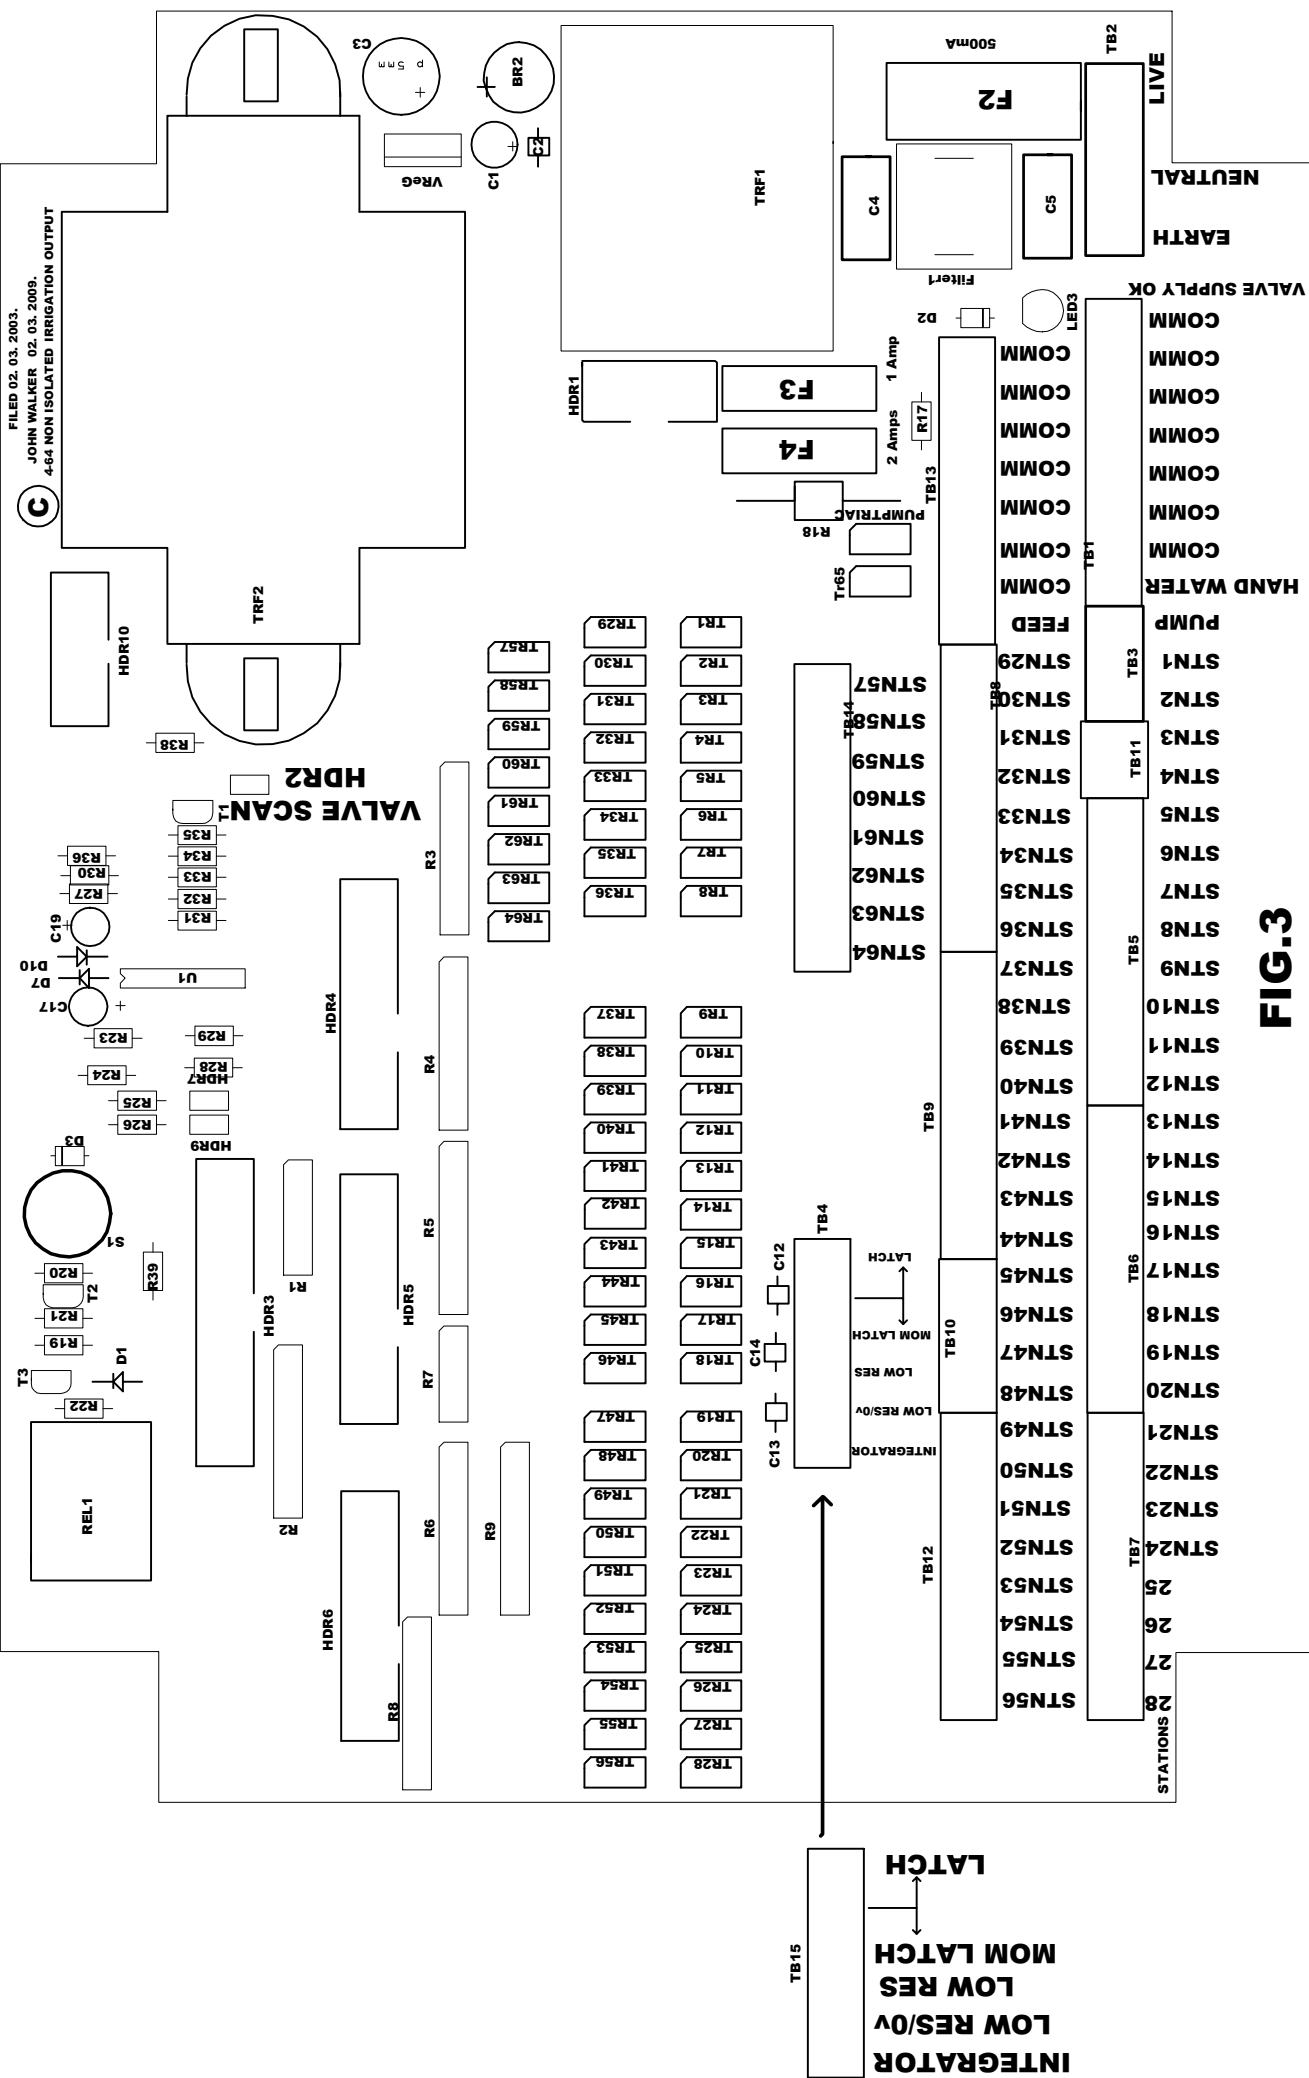 FILED 02. 03. 2003.
JOHN WALKER 02. 03. 2009.
4-64 NON ISOLATED IRRIGATION OUTPUT
C
TRF2
HDR10
C3
P 533
+
BR2
+
VReG
C1
+
C2
TRF1
500mA
F2
C4
Filter1
C5
TB2
LIVE
NEUTRAL
EARTH
VALVE SUPPLY OK
D2
LED3
HDR1
F3
1 Amp
F4
2 Amps
R17
R18
PUMPTRIAC
Tr65
TB13
COMM
COMM
COMM
COMM
COMM
COMM
COMM
FEED
TB1
COMM
COMM
COMM
COMM
COMM
COMM
COMM
HAND WATER
PUMP
R38
HDR2
VALVE SCAN
T1
R35
R34
R33
R32
R31
R36
R30
R27
C19
+
D10
D7
C17
+
U1
R23
R29
R24
R28
HDR7
R25
R26
HDR9
D3
S1
R20
T2
R21
R19
R39
T3
D1
R22
REL1
HDR3
R1
R2
HDR4
HDR5
HDR6
R3
R4
R5
R7
R6
R9
R8
TR57
TR58
TR59
TR60
TR61
TR62
TR63
TR64
TR29
TR30
TR31
TR32
TR33
TR34
TR35
TR36
TR37
TR38
TR39
TR40
TR41
TR42
TR43
TR44
TR45
TR46
TR47
TR48
TR49
TR50
TR51
TR52
TR53
TR54
TR55
TR56
TR1
TR2
TR3
TR4
TR5
TR6
TR7
TR8
TR9
TR10
TR11
TR12
TR13
TR14
TR15
TR16
TR17
TR18
TR19
TR20
TR21
TR22
TR23
TR24
TR25
TR26
TR27
TR28
TB14
STN57
STN58
STN59
STN60
STN61
STN62
STN63
STN64
TB4
C12
C14
C13
LATCH
MOM LATCH
LOW RES
LOW RES/0v
INTEGRATOR
TB8
TB9
TB10
TB12
STN29
STN30
STN31
STN32
STN33
STN34
STN35
STN36
STN37
STN38
STN39
STN40
STN41
STN42
STN43
STN44
STN45
STN46
STN47
STN48
STN49
STN50
STN51
STN52
STN53
STN54
STN55
STN56
TB3
TB11
TB5
TB6
TB7
STN1
STN2
STN3
STN4
STN5
STN6
STN7
STN8
STN9
STN10
STN11
STN12
STN13
STN14
STN15
STN16
STN17
STN18
STN19
STN20
STN21
STN22
STN23
STN24
25
26
27
28
STATIONS
TB15
LATCH
MOM LATCH
LOW RES
LOW RES/0v
INTEGRATOR
FIG.3